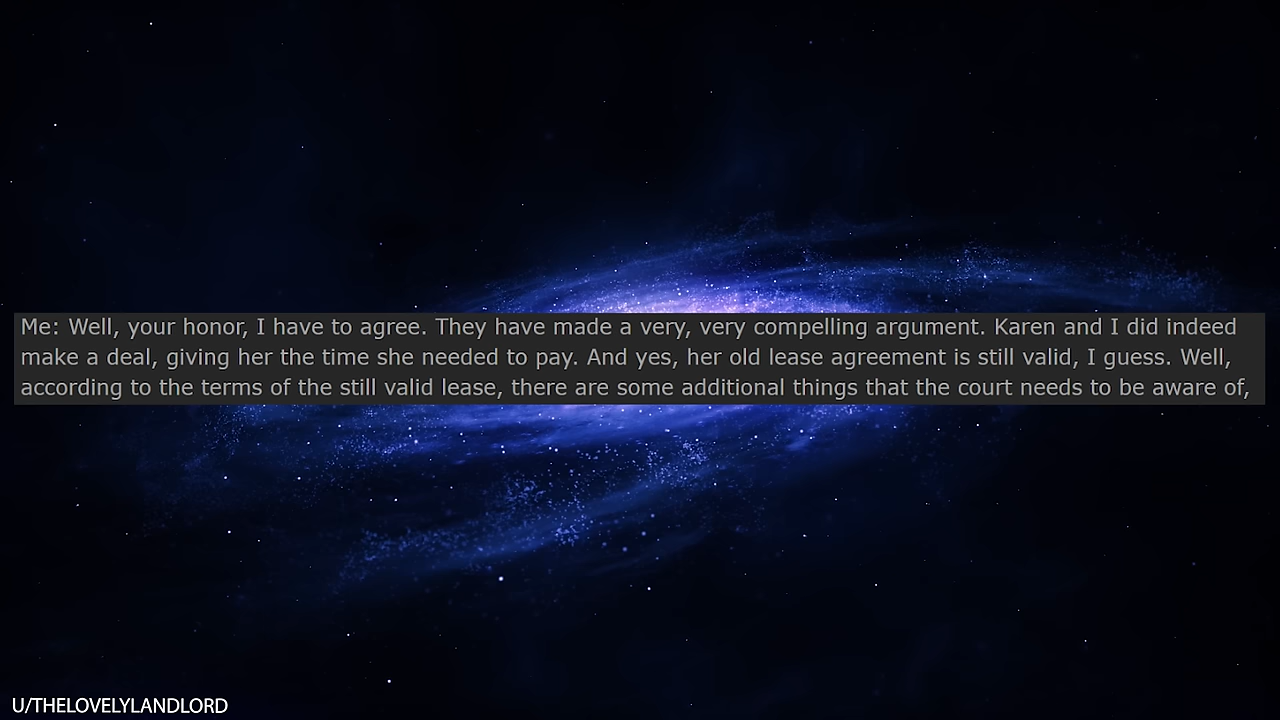 Me: Well, your honor, I have to agree. They have made a very, very compelling argument. Karen and I did indeed
make a deal, giving her the time she needed to pay. And yes, her old lease agreement is still valid, I guess. Well,
according to the terms of the still valid lease, there are some additional things that the court needs to be aware of,
U/THELOVELYLANDLORD